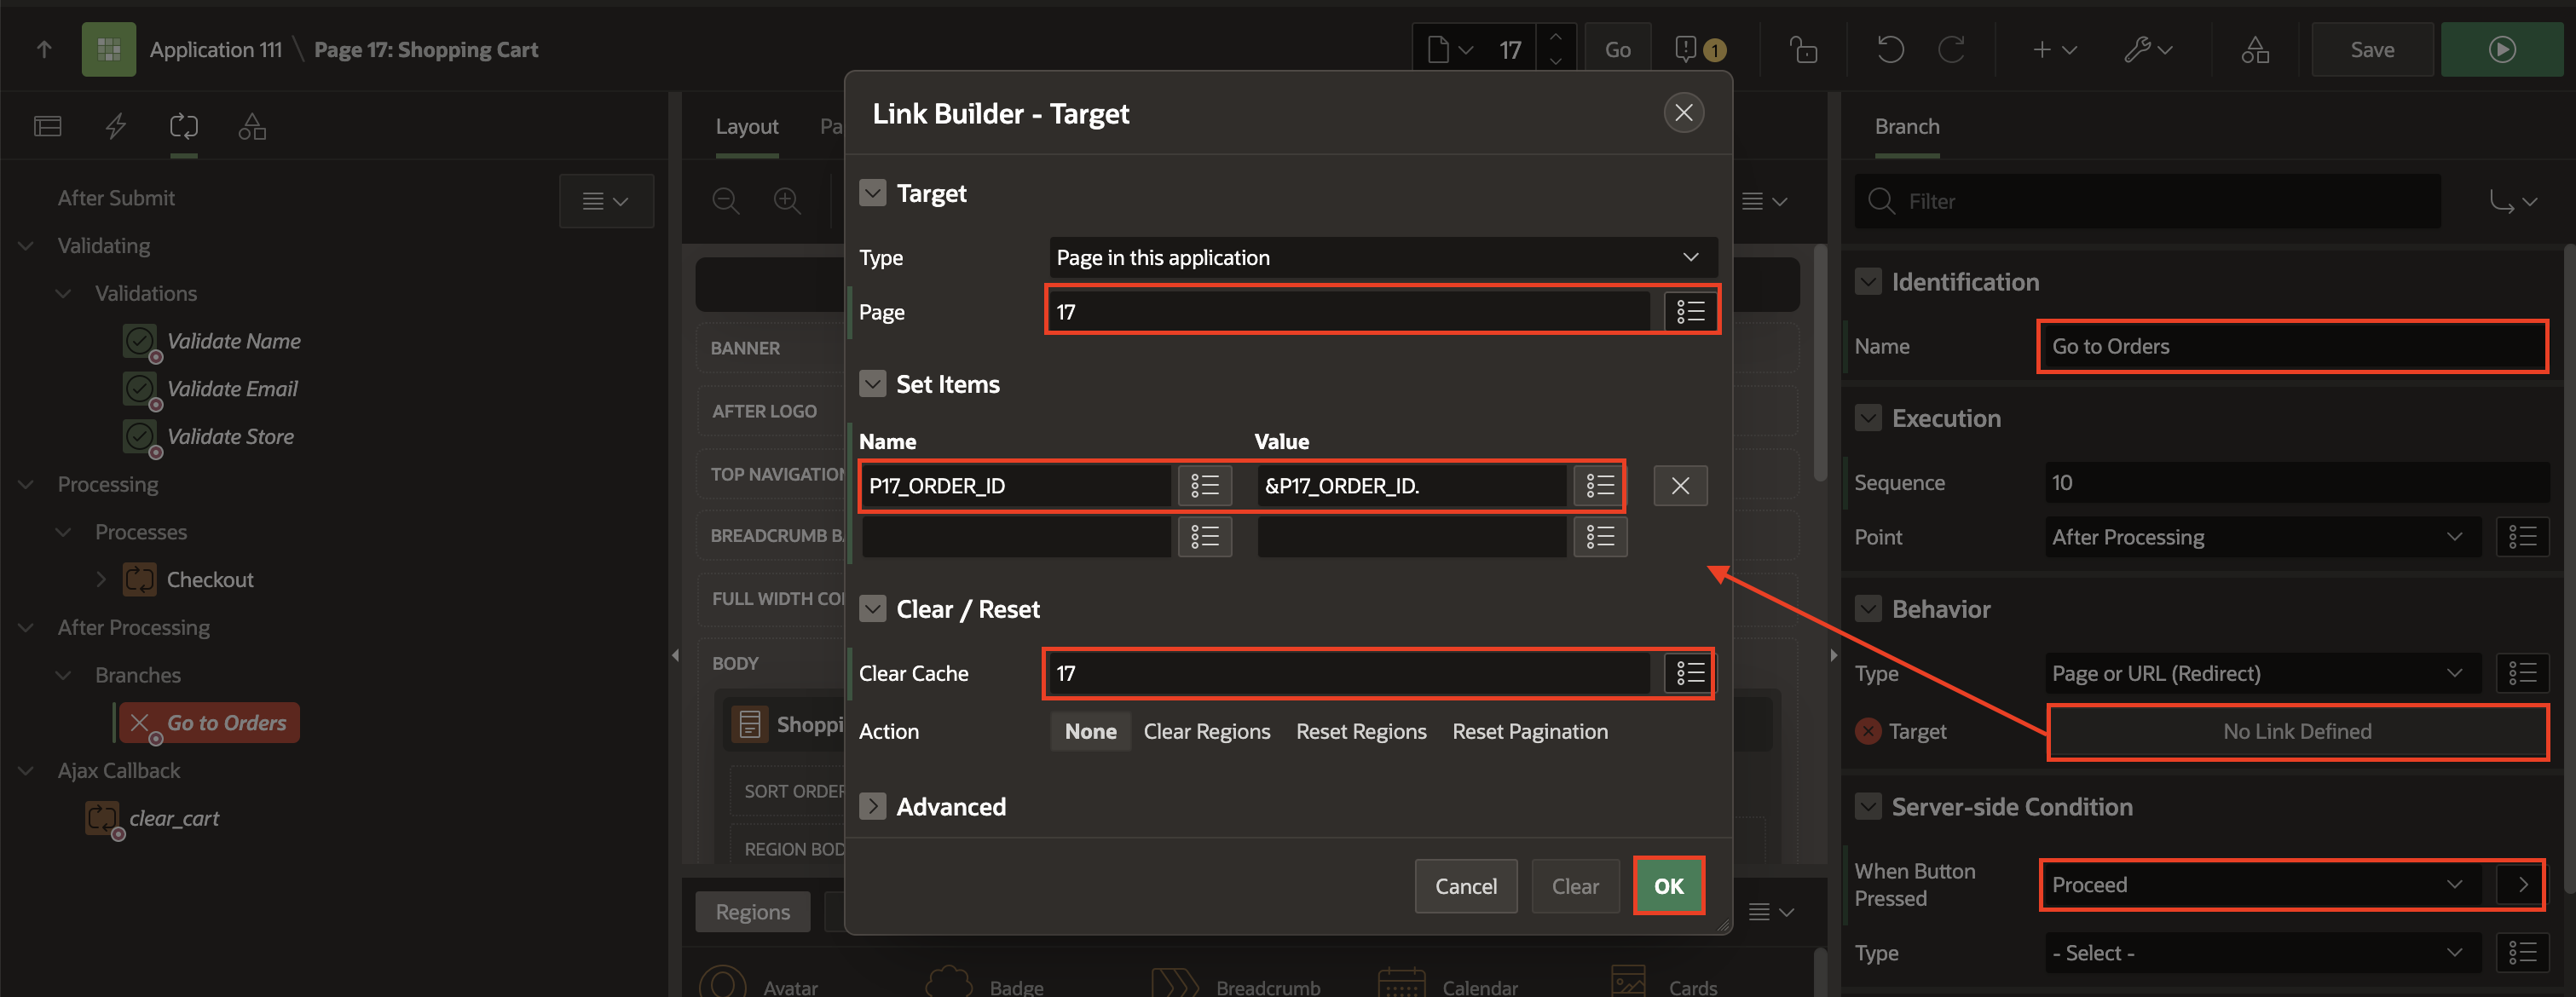 Application 111 \ Page 17: Shopping Cart
17
Go
1
Save
After Submit
Validating
Validations
Validate Name
Validate Email
Validate Store
Processing
Processes
Checkout
After Processing
Branches
Go to Orders
Ajax Callback
clear_cart
Layout
Pa
BANNER
AFTER LOGO
TOP NAVIGATION
BREADCRUMB B
FULL WIDTH CO
BODY
Shoppi
SORT ORDER
REGION BOD
Regions
Avatar
Badge
Breadcrumb
Calendar
Cards
Link Builder - Target
Target
Type
Page in this application
Page
17
Set Items
Name Value
P17_ORDER_ID &P17_ORDER_ID.
Clear / Reset
Clear Cache
17
Action
None Clear Regions Reset Regions Reset Pagination
Advanced
Cancel Clear OK
Branch
Filter
Identification
Name
Go to Orders
Execution
Sequence
10
Point
After Processing
Behavior
Type
Page or URL (Redirect)
Target
No Link Defined
Server-side Condition
When Button
Pressed
Proceed
Type
- Select -